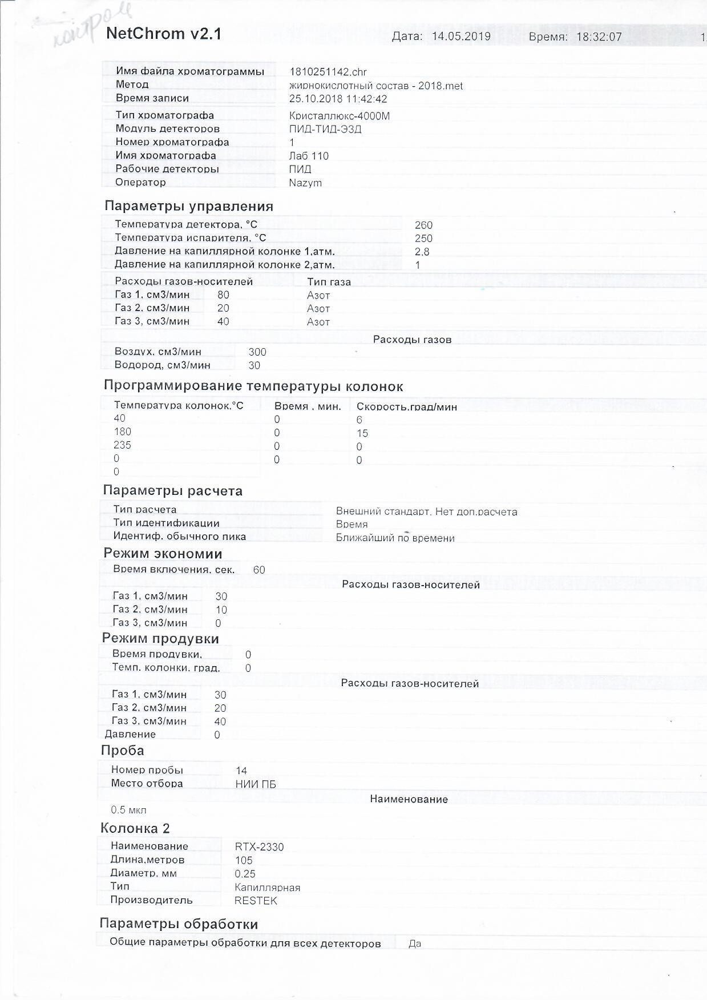 контрол
NetChrom v2.1 Дата: 14.05.2019 Время: 18:32:07 1
Имя файла хроматограммы 1810251142.chr
Метод жирнокислотный состав - 2018.met
Время записи 25.10.2018 11:42:42
Тип хроматографа Кристаллюкс-4000М
Модуль детекторов ПИД-ТИД-ЭЗД
Номер хроматографа 1
Имя хроматографа Лаб 110
Рабочие детекторы ПИД
Оператор Nazym
Параметры управления
Температура детектора, °С 260
Температура испарителя, °С 250
Давление на капиллярной колонке 1,атм. 2,8
Давление на капиллярной колонке 2,атм. 1
Расходы газов-носителей Тип газа
Газ 1, см3/мин 80 Азот
Газ 2, см3/мин 20 Азот
Газ 3, см3/мин 40 Азот
Расходы газов
Воздух, см3/мин 300
Водород, см3/мин 30
Программирование температуры колонок
Температура колонок,°С Время , мин. Скорость,град/мин
40 0 6
180 0 15
235 0 0
0 0 0
0
Параметры расчета
Тип расчета Внешний стандарт. Нет доп.расчета
Тип идентификации Время
Идентиф. обычного пика Ближайший по времени
Режим экономии
Время включения, сек. 60
Расходы газов-носителей
Газ 1, см3/мин 30
Газ 2, см3/мин 10
Газ 3, см3/мин 0
Режим продувки
Время продувки, 0
Темп. колонки, град. 0
Расходы газов-носителей
Газ 1, см3/мин 30
Газ 2, см3/мин 20
Газ 3, см3/мин 40
Давление 0
Проба
Номер пробы 14
Место отбора НИИ ПБ
Наименование
0.5 мкл
Колонка 2
Наименование RTX-2330
Длина,метров 105
Диаметр, мм 0.25
Тип Капиллярная
Производитель RESTEK
Параметры обработки
Общие параметры обработки для всех детекторов Да